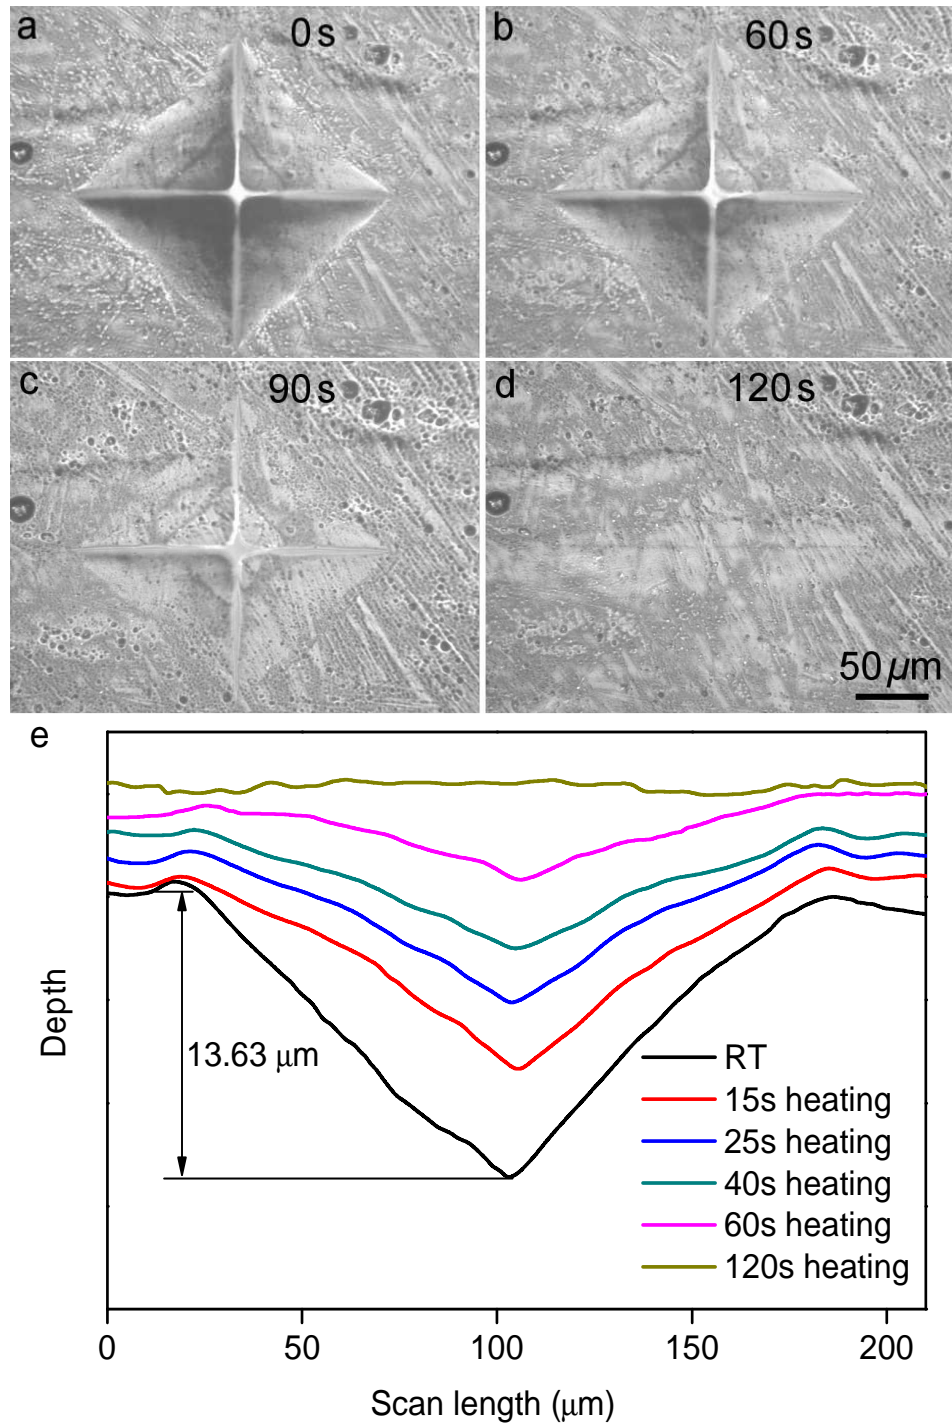 a
0 s
b
60 s
c
90 s
d
120 s
50 μm
e
Depth
13.63 μm
RT
15s heating
25s heating
40s heating
60s heating
120s heating
0
50
100
150
200
Scan length (μm)